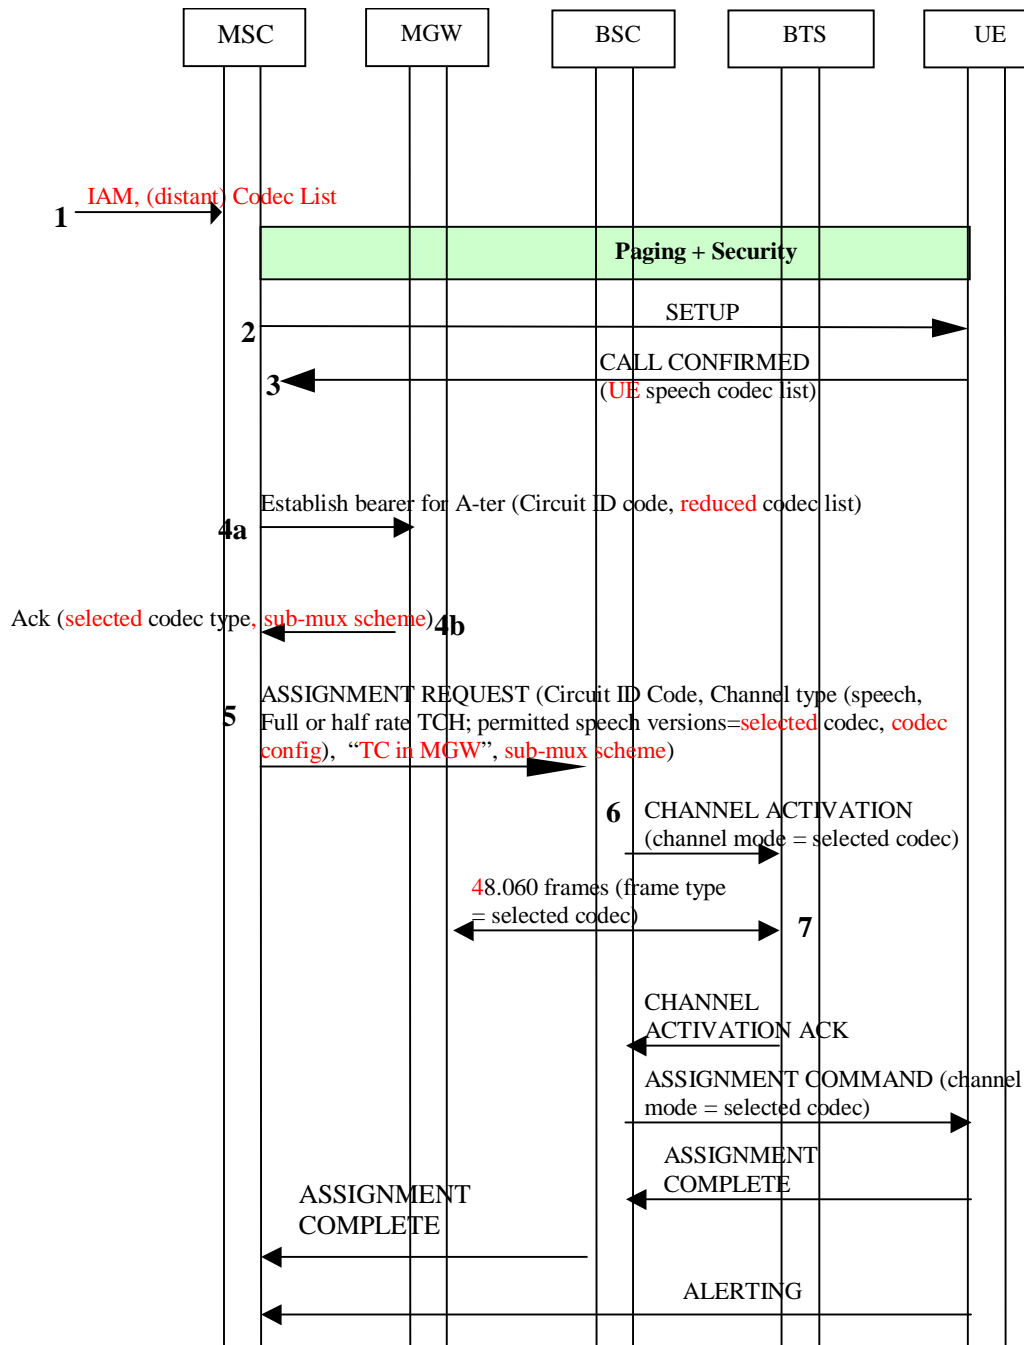 MSC
MGW
BSC
BTS
UE
IAM, (distant) Codec List
1
Paging + Security
SETUP
2
CALL CONFIRMED
3
(UE speech codec list)
Establish bearer for A-ter (Circuit ID code, reduced codec list)
4a
Ack (selected codec type, sub-mux scheme)
4b
ASSIGNMENT REQUEST (Circuit ID Code, Channel type (speech,
5
Full or half rate TCH; permitted speech versions=selected codec, codec
config), “TC in MGW”, sub-mux scheme)
6
CHANNEL ACTIVATION
(channel mode = selected codec)
48.060 frames (frame type
= selected codec)
7
CHANNEL
ACTIVATION ACK
ASSIGNMENT COMMAND (channel
mode = selected codec)
ASSIGNMENT
COMPLETE
ASSIGNMENT
COMPLETE
ALERTING